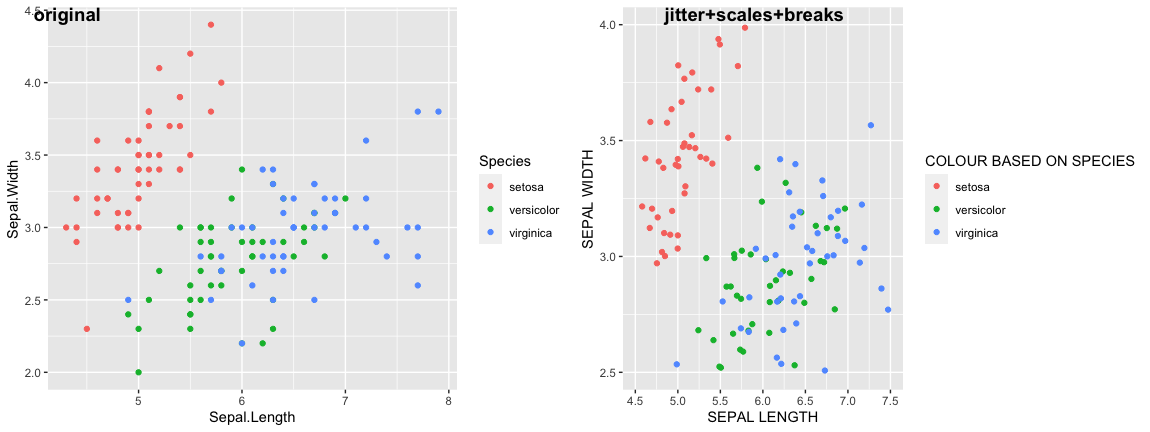 original
4.5
4.0
3.5
3.0
2.5
2.0
Sepal.Width
5
6
7
8
Sepal.Length
Species
setosa
versicolor
virginica
jitter+scales+breaks
4.0
3.5
3.0
2.5
SEPAL WIDTH
4.5
5.0
5.5
6.0
6.5
7.0
7.5
SEPAL LENGTH
COLOUR BASED ON SPECIES
setosa
versicolor
virginica